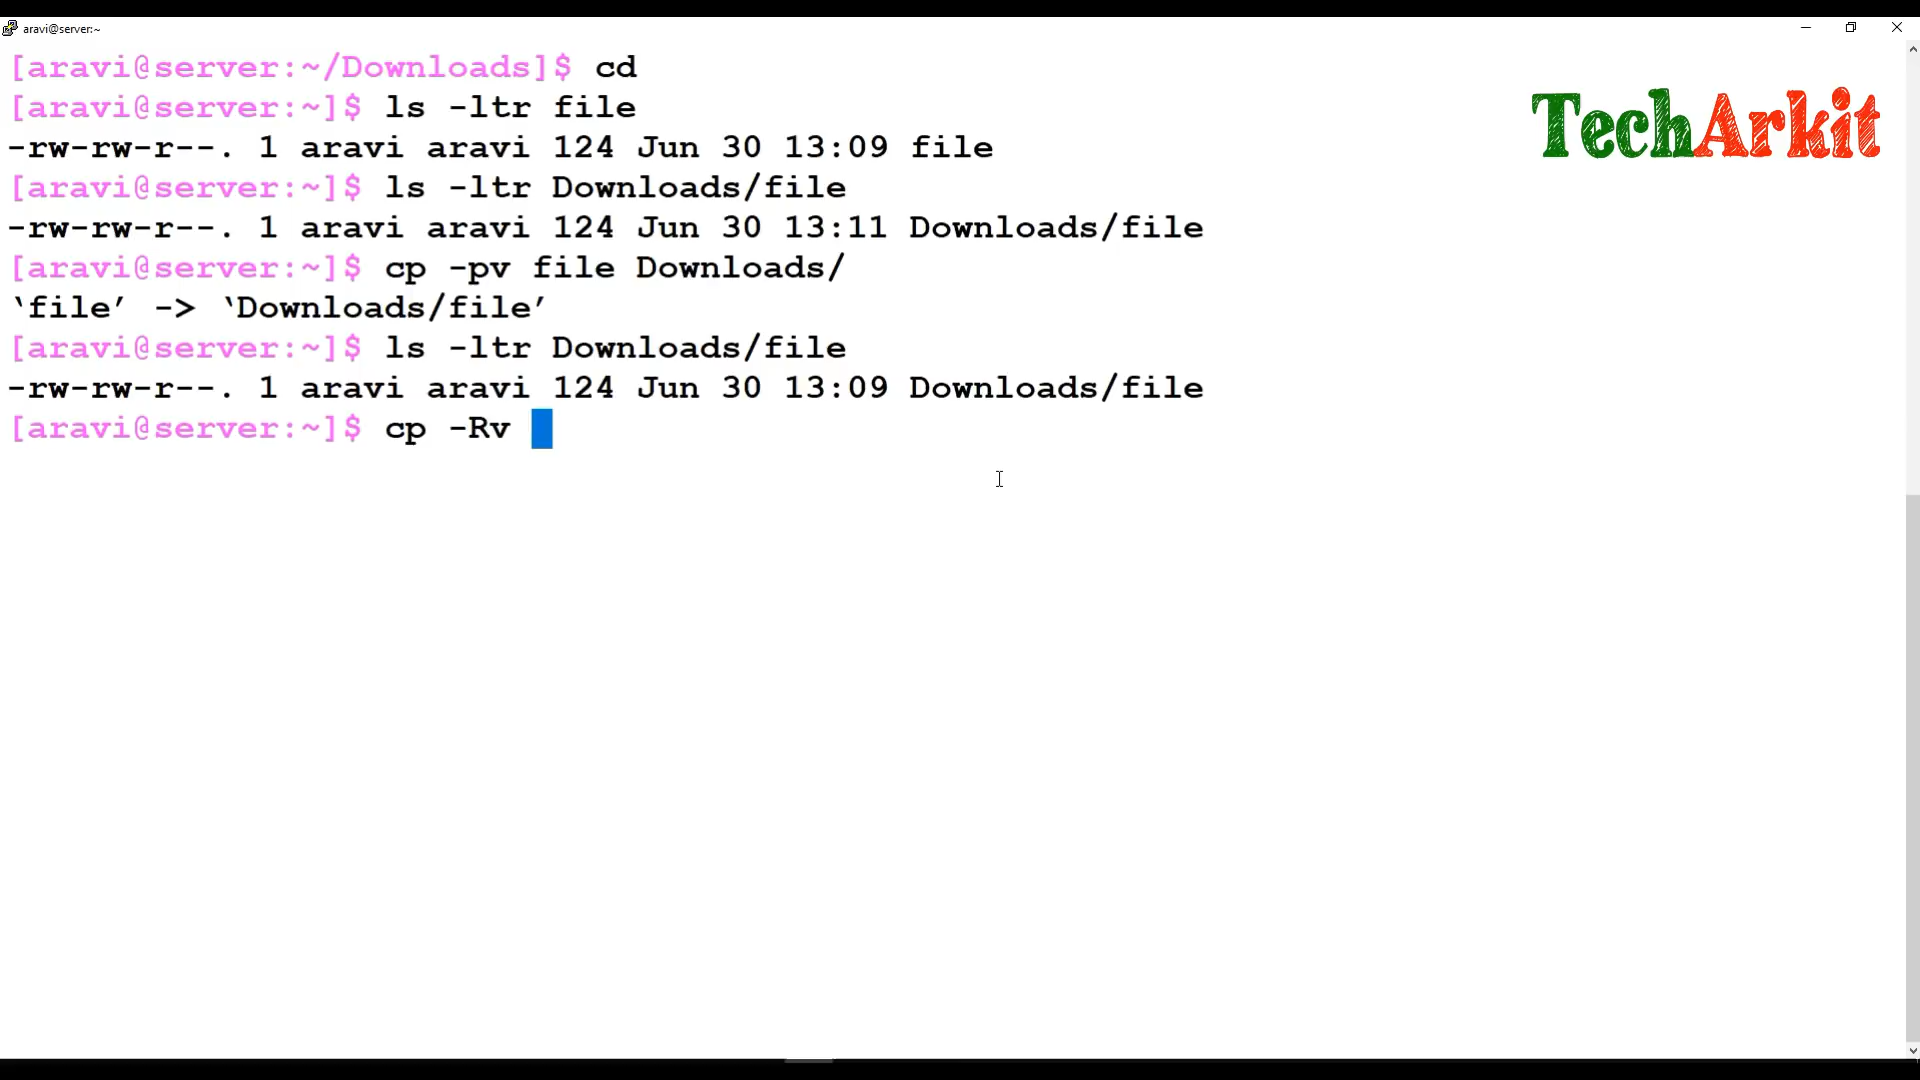 aravi@server:~
[aravi@server:~/Downloads]$ cd
[aravi@server:~]$ ls -ltr file
-rw-rw-r--. 1 aravi aravi 124 Jun 30 13:09 file
[aravi@server:~]$ ls -ltr Downloads/file
-rw-rw-r--. 1 aravi aravi 124 Jun 30 13:11 Downloads/file
[aravi@server:~]$ cp -pv file Downloads/
‘file’ -> ‘Downloads/file’
[aravi@server:~]$ ls -ltr Downloads/file
-rw-rw-r--. 1 aravi aravi 124 Jun 30 13:09 Downloads/file
[aravi@server:~]$ cp -Rv
TechArkit